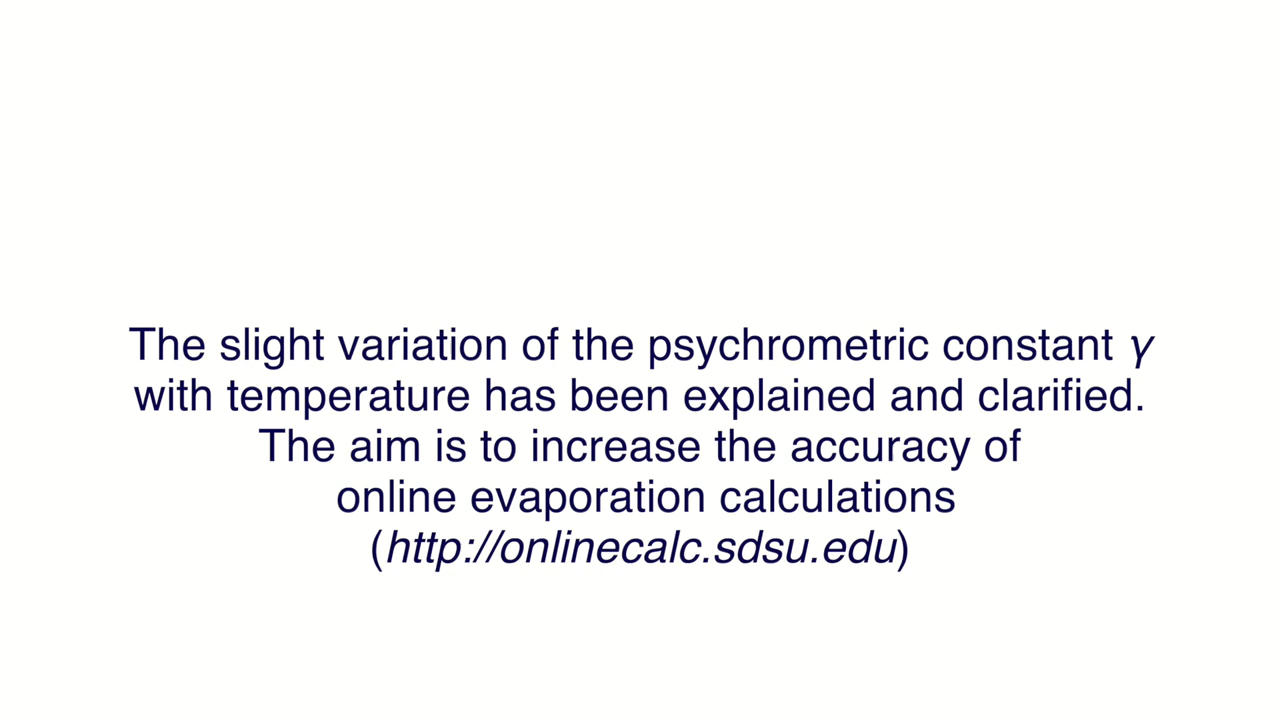 The slight variation of the psychrometric constant γ
with temperature has been explained and clarified.
The aim is to increase the accuracy of
online evaporation calculations
(http://onlinecalc.sdsu.edu)